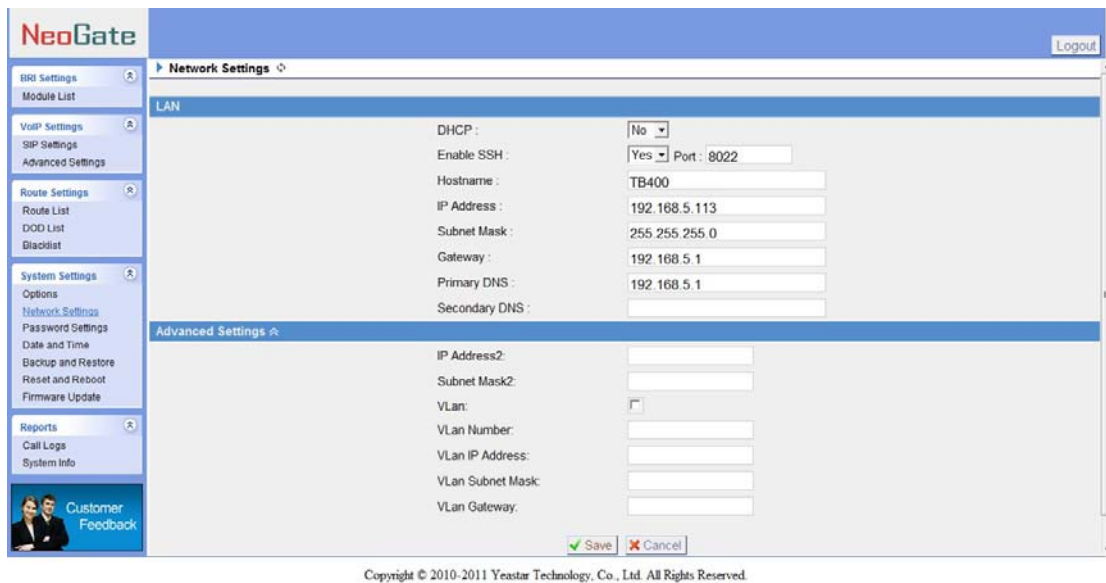 NeoGate
Logout
BRI Settings
Module List
VoIP Settings
SIP Settings
Advanced Settings
Route Settings
Route List
DOD List
Blacklist
System Settings
Options
Network Settings
Password Settings
Date and Time
Backup and Restore
Reset and Reboot
Firmware Update
Reports
Call Logs
System Info
Customer
Feedback
Network Settings
LAN
DHCP : No
Enable SSH : Yes Port : 8022
Hostname : TB400
IP Address : 192.168.5.113
Subnet Mask : 255.255.255.0
Gateway : 192.168.5.1
Primary DNS : 192.168.5.1
Secondary DNS :
Advanced Settings
IP Address2:
Subnet Mask2:
VLan:
VLan Number:
VLan IP Address:
VLan Subnet Mask:
VLan Gateway:
Save Cancel
Copyright © 2010-2011 Yeastar Technology, Co., Ltd. All Rights Reserved.